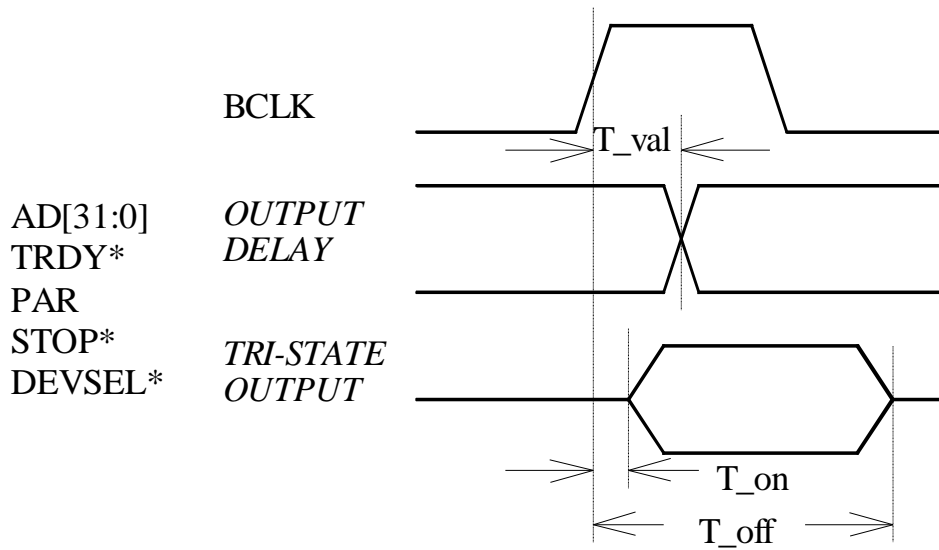 BCLK
T_val
AD[31:0]
TRDY*
PAR
STOP*
DEVSEL*
OUTPUT
DELAY
TRI-STATE
OUTPUT
T_on
T_off